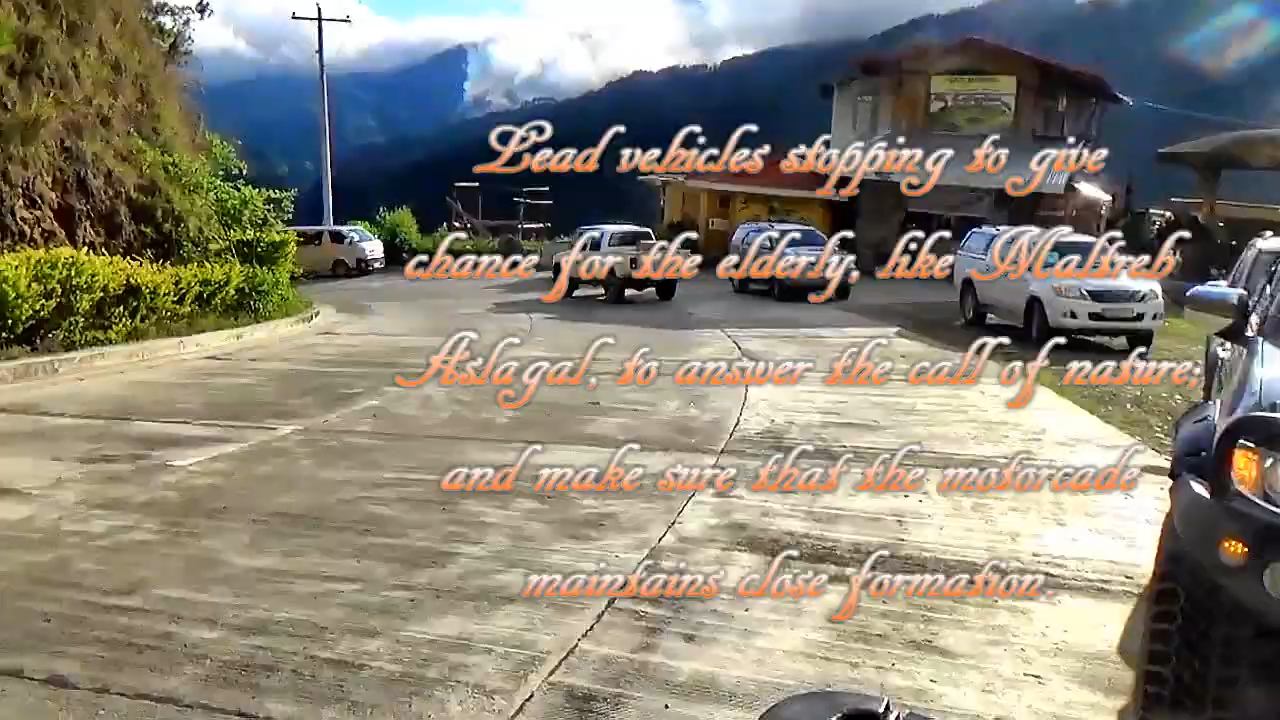 Lead vehicles stopping to give
chance for the elderly, like Maltreb
Aslagal, to answer the call of nature;
and make sure that the motorcade
maintains close formation.